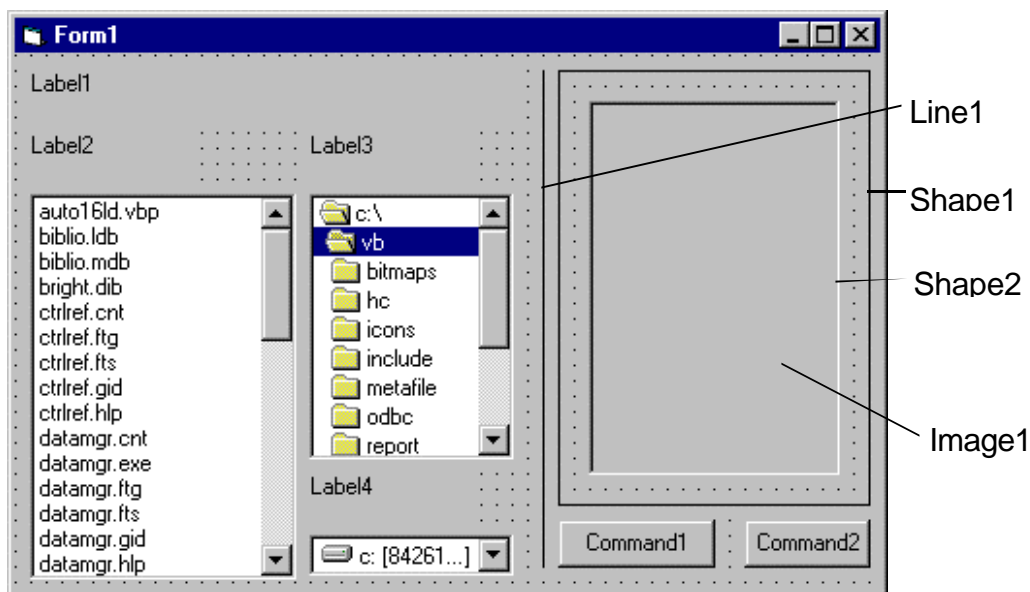 Form1
Label1
Label2
Label3
auto16ld.vbp
biblio.ldb
biblio.mdb
bright.dib
ctrlref.cnt
ctrlref.ftg
ctrlref.fts
ctrlref.gid
ctrlref.hlp
datamgr.cnt
datamgr.exe
datamgr.ftg
datamgr.fts
datamgr.gid
datamgr.hlp
c:\
vb
bitmaps
hc
icons
include
metafile
odbc
report
Label4
c: [84261...]
Command1
Command2
Line1
Shape1
Shape2
Image1